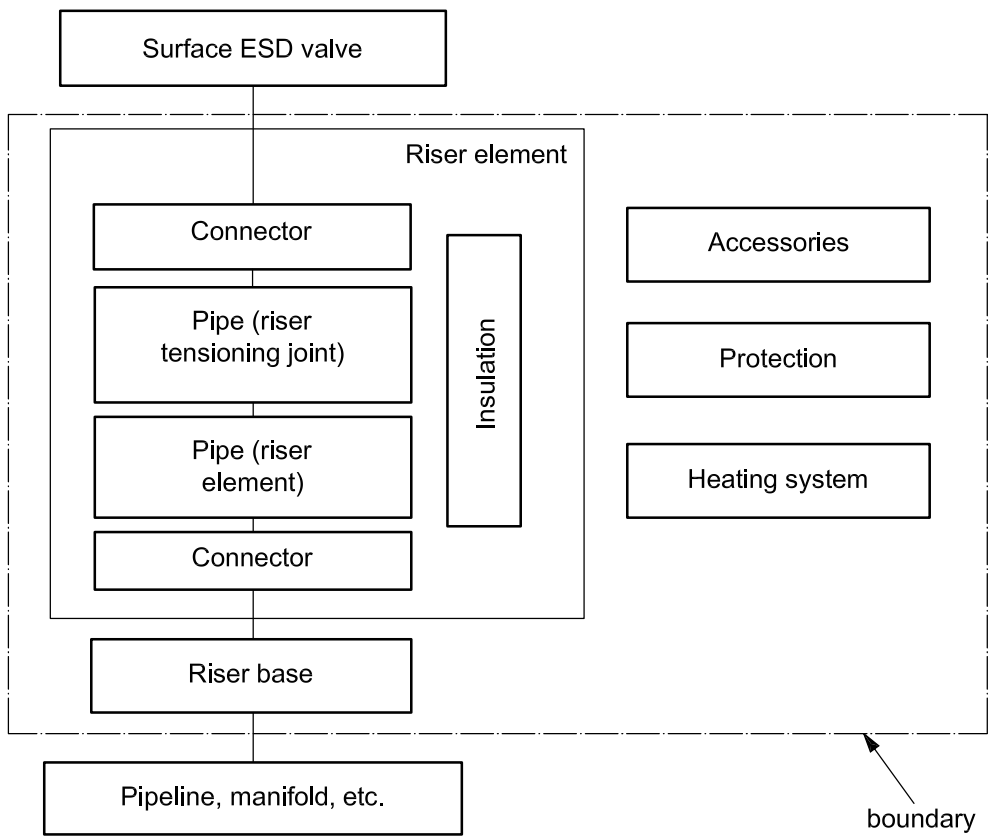 Surface ESD valve
Riser element
Connector
Accessories
Pipe (riser
tensioning joint)
Insulation
Protection
Pipe (riser
element)
Heating system
Connector
Riser base
Pipeline, manifold, etc.
boundary